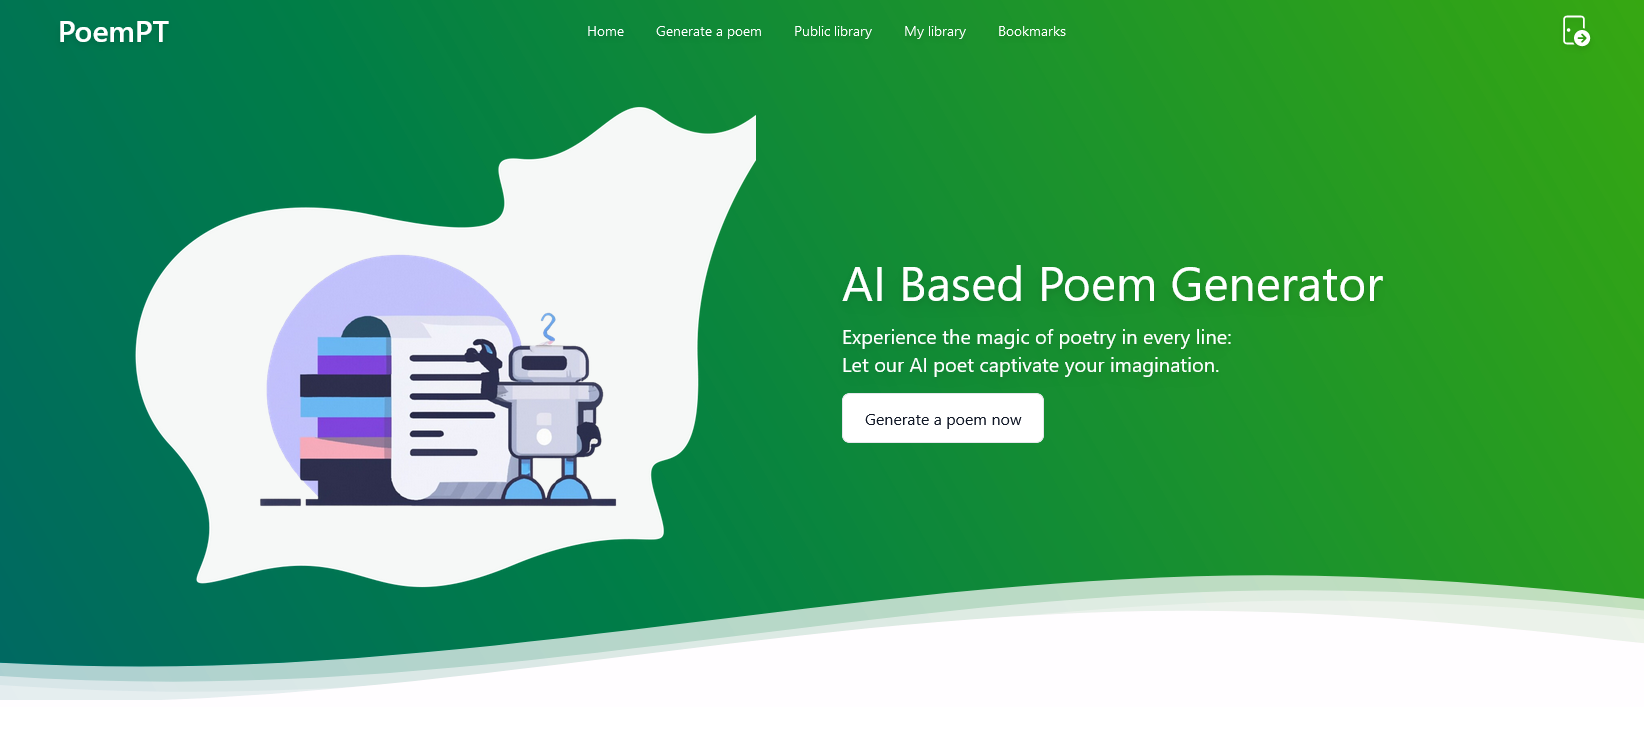 PoemPT
Home
Generate a poem
Public library
My library
Bookmarks
AI Based Poem Generator
Experience the magic of poetry in every line:
Let our AI poet captivate your imagination.
Generate a poem now